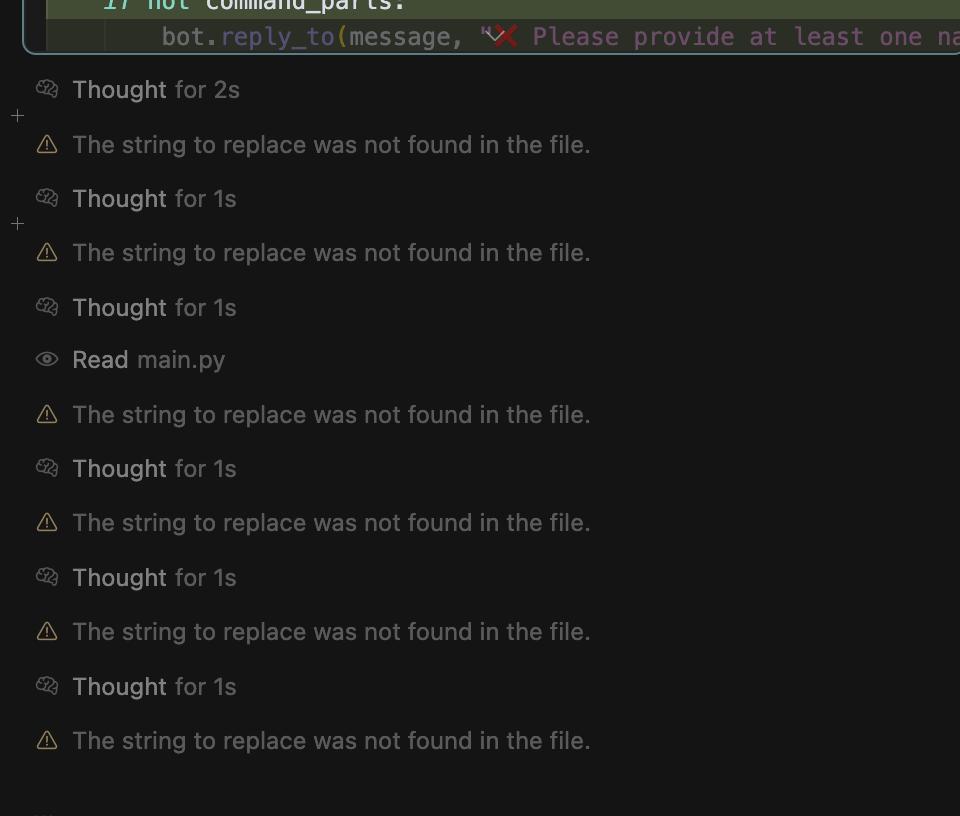 if not command_parts:
bot.reply_to(message, "❌ Please provide at least one na
Thought for 2s
The string to replace was not found in the file.
Thought for 1s
The string to replace was not found in the file.
Thought for 1s
Read main.py
The string to replace was not found in the file.
Thought for 1s
The string to replace was not found in the file.
Thought for 1s
The string to replace was not found in the file.
Thought for 1s
The string to replace was not found in the file.